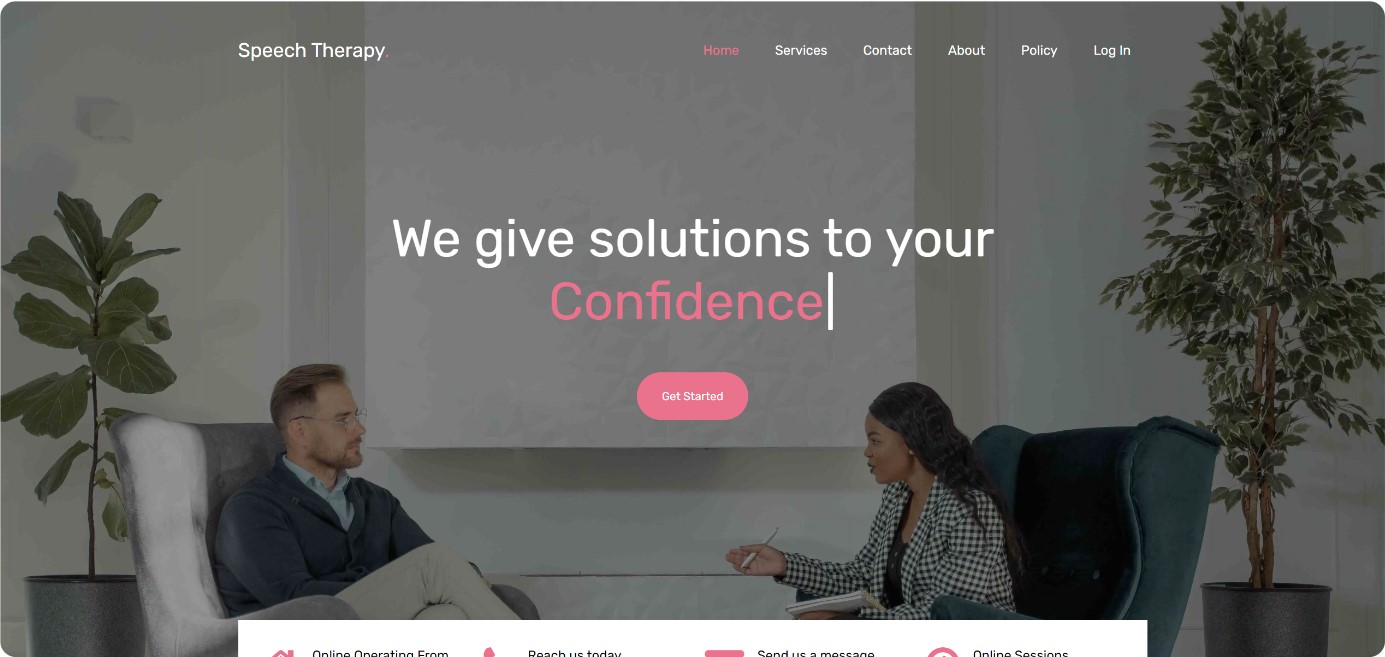 Speech Therapy.
Home Services Contact About Policy Log In
We give solutions to your
Confidence
Get Started
Online Operating From Reach us today Send us a message Online Sessions